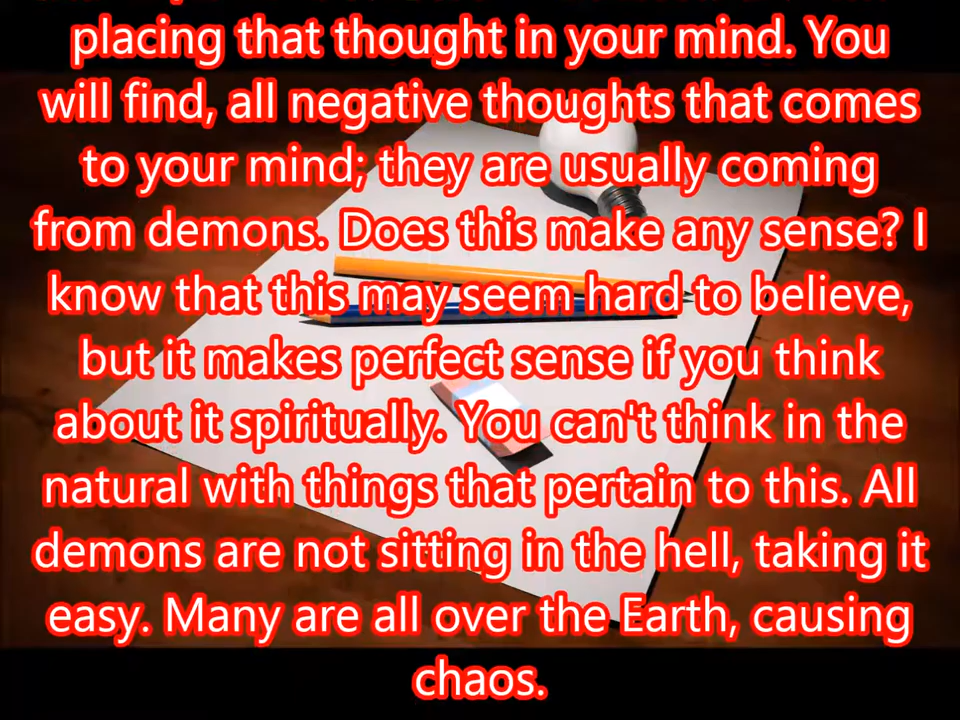 placing that thought in your mind. You
will find, all negative thoughts that comes
to your mind; they are usually coming
from demons. Does this make any sense? I
know that this may seem hard to believe,
but it makes perfect sense if you think
about it spiritually. You can't think in the
natural with things that pertain to this. All
demons are not sitting in the hell, taking it
easy. Many are all over the Earth, causing
chaos.